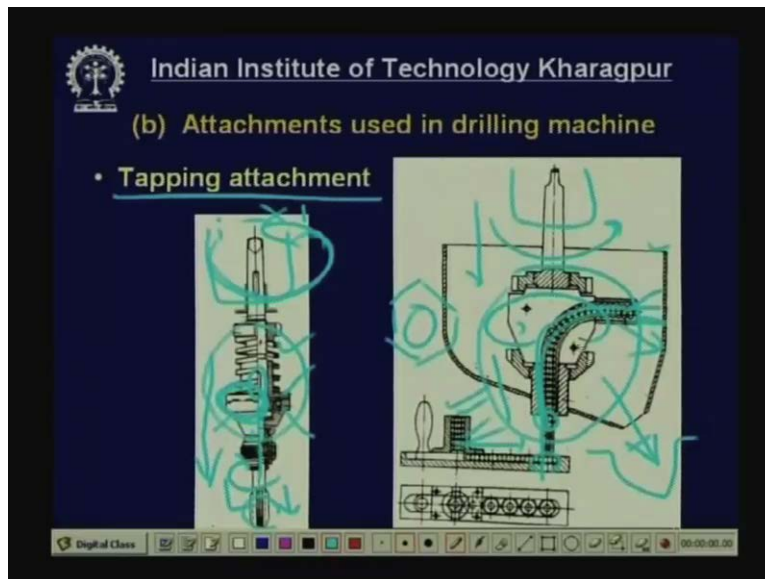 Indian Institute of Technology Kharagpur
(b) Attachments used in drilling machine
• Tapping attachment
Digital Class
00:00:00.00